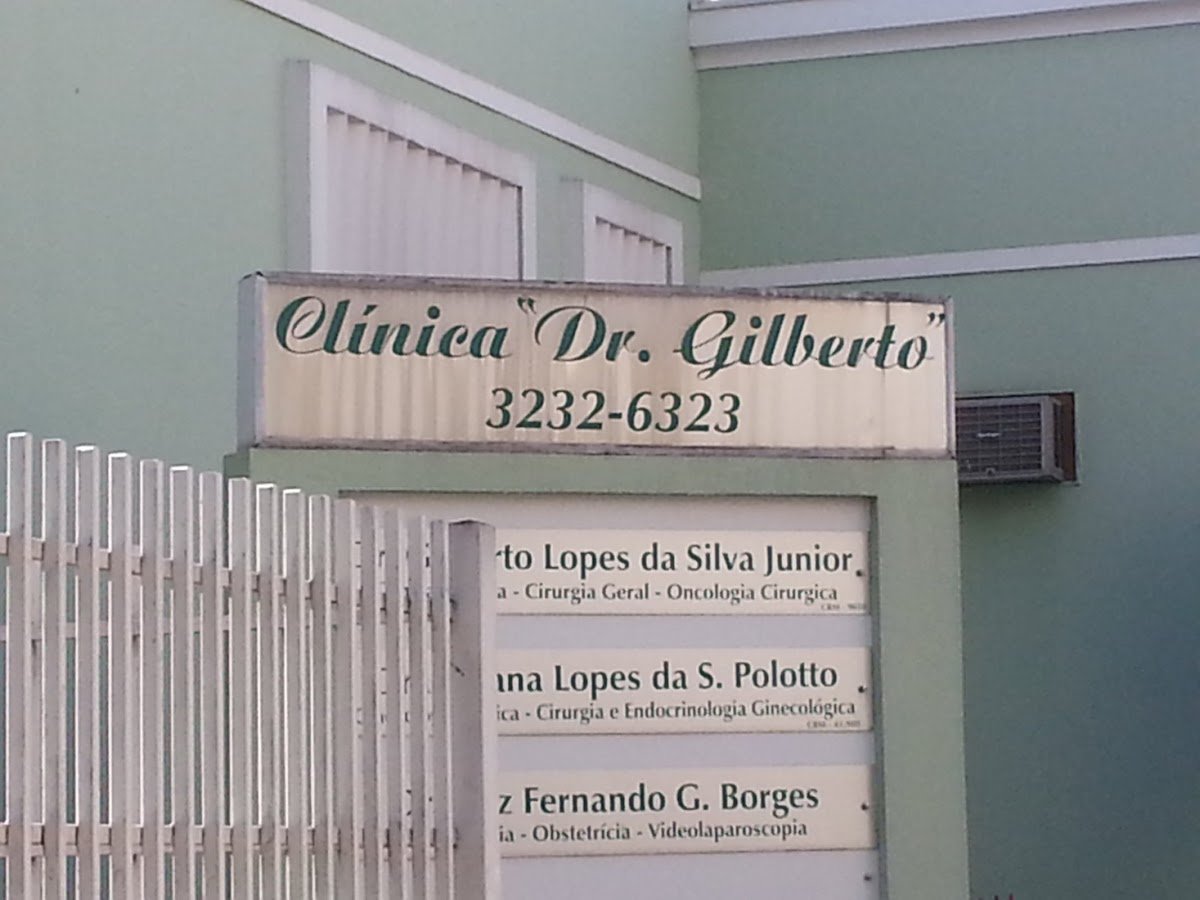 Clínica "Dr. Gilberto"
3232-6323
rto Lopes da Silva Junior
a - Cirurgia Geral - Oncologia Cirurgica
ana Lopes da S. Polotto
ica - Cirurgia e Endocrinologia Ginecológica
z Fernando G. Borges
ia - Obstetrícia - Videolaparoscopia